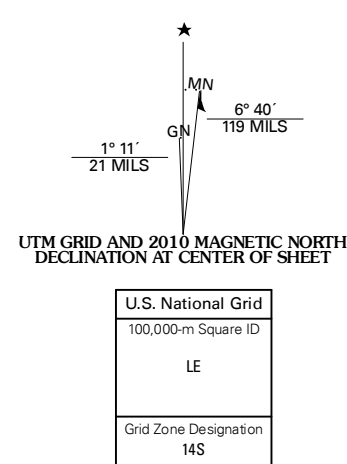 MN
GN
6° 40´
119 MILS
1° 11´
21 MILS
UTM GRID AND 2010 MAGNETIC NORTH
DECLINATION AT CENTER OF SHEET
U.S. National Grid
100,000-m Square ID
LE
Grid Zone Designation
14S